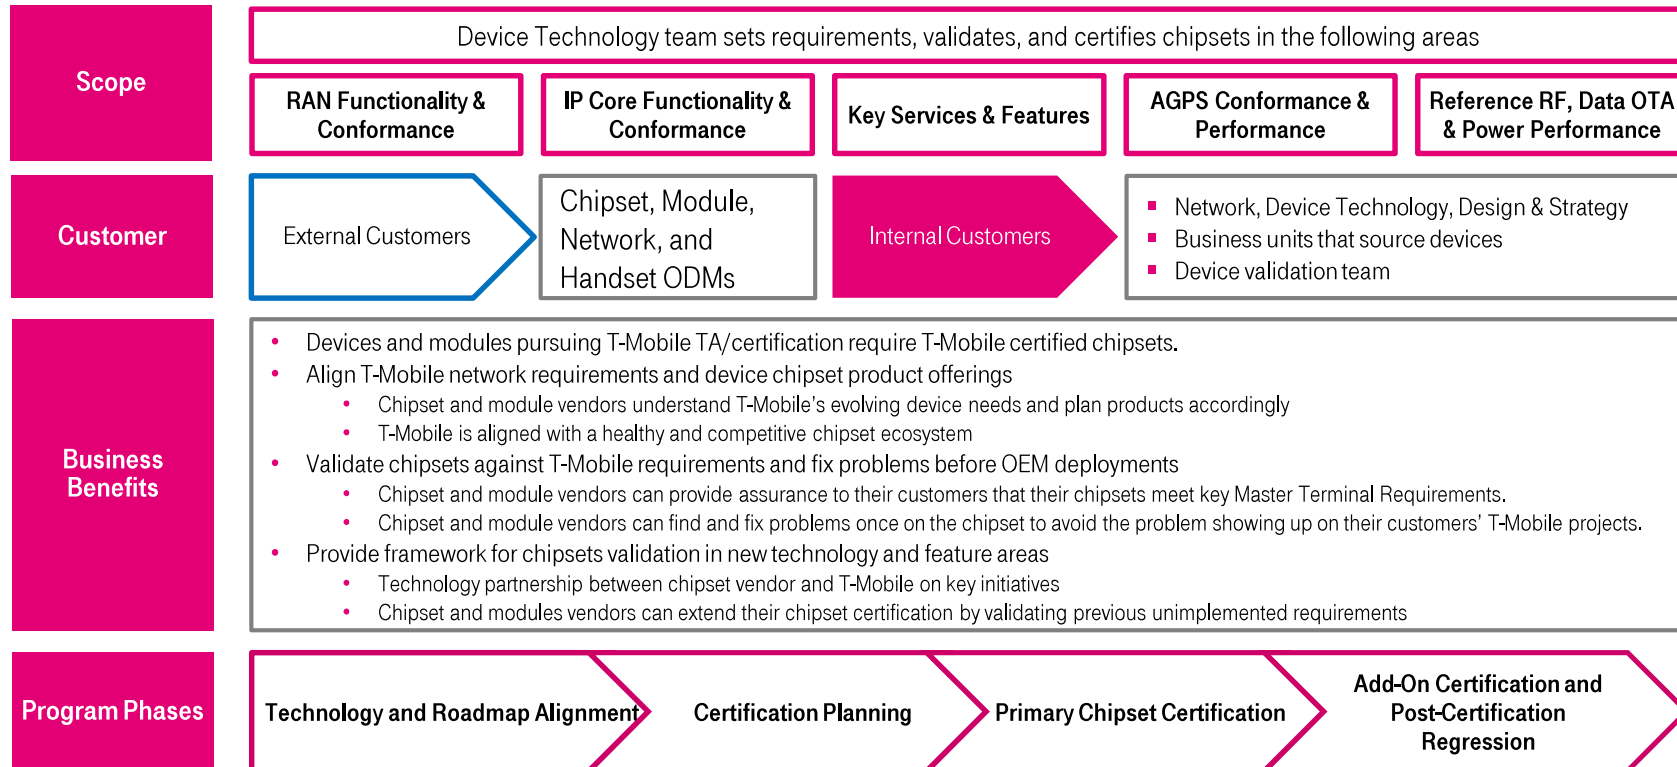 Scope
Device Technology team sets requirements, validates, and certifies chipsets in the following areas
RAN Functionality &
Conformance
IP Core Functionality &
Conformance
Key Services & Features
AGPS Conformance &
Performance
Reference RF, Data OTA
& Power Performance
Customer
External Customers
Chipset, Module,
Network, and
Handset ODMs
Internal Customers
Network, Device Technology, Design & Strategy
Business units that source devices
Device validation team
Business
Benefits
Devices and modules pursuing T-Mobile TA/certification require T-Mobile certified chipsets.
Align T-Mobile network requirements and device chipset product offerings
Chipset and module vendors understand T-Mobile's evolving device needs and plan products accordingly
T-Mobile is aligned with a healthy and competitive chipset ecosystem
Validate chipsets against T-Mobile requirements and fix problems before OEM deployments
Chipset and module vendors can provide assurance to their customers that their chipsets meet key Master Terminal Requirements.
Chipset and module vendors can find and fix problems once on the chipset to avoid the problem showing up on their customers' T-Mobile projects.
Provide framework for chipsets validation in new technology and feature areas
Technology partnership between chipset vendor and T-Mobile on key initiatives
Chipset and modules vendors can extend their chipset certification by validating previous unimplemented requirements
Program Phases
Technology and Roadmap Alignment
Certification Planning
Primary Chipset Certification
Add-On Certification and
Post-Certification
Regression